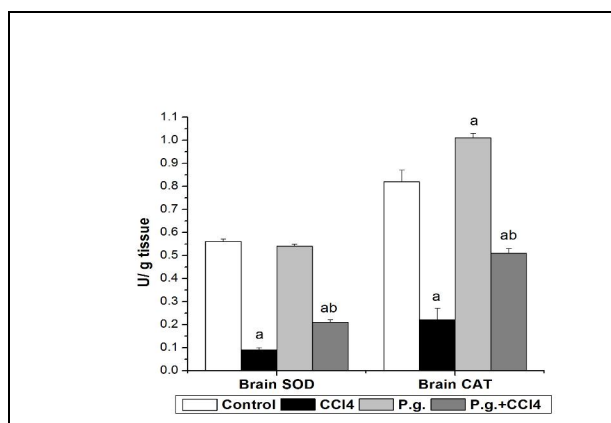 U/ g tissue
1.1
1.0
0.9
0.8
0.7
0.6
0.5
0.4
0.3
0.2
0.1
0.0
a
ab
a
a
ab
Brain SOD Brain CAT
Control CCl4 P.g. P.g.+CCl4